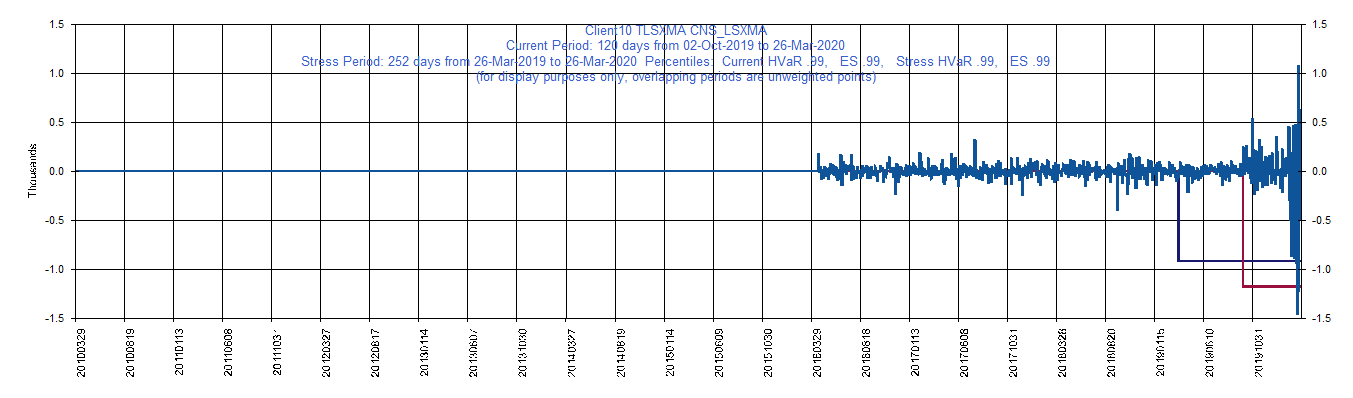 Client10 TLSXMA CNS_LSXMA
Current Period: 120 days from 02-Oct-2019 to 26-Mar-2020
Stress Period: 252 days from 26-Mar-2019 to 26-Mar-2020 Percentiles: Current HVaR .99, ES .99, Stress HVaR .99, ES .99
(for display purposes only, overlapping periods are unweighted points)
1.5 1.5
1.0 1.0
0.5 0.5
0.0 0.0
-0.5 -0.5
-1.0 -1.0
-1.5 -1.5
Thousands
20100329 20100819 20110113 20110608 20111031 20120327 20120817 20130114 20130607 20131030 20140327 20140819 20150114 20150609 20151030 20160329 20160818 20170113 20170608 20171031 20180328 20180820 20190115 20190610 20191031